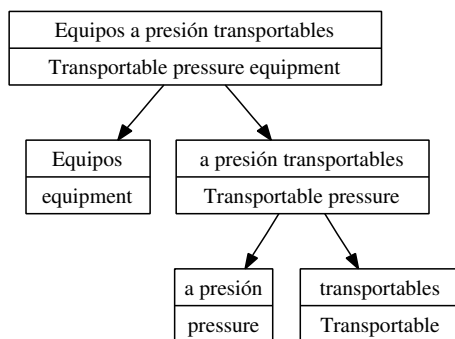 Equipos a presión transportables
Transportable pressure equipment
Equipos
equipment
a presión transportables
Transportable pressure
a presión
pressure
transportables
Transportable